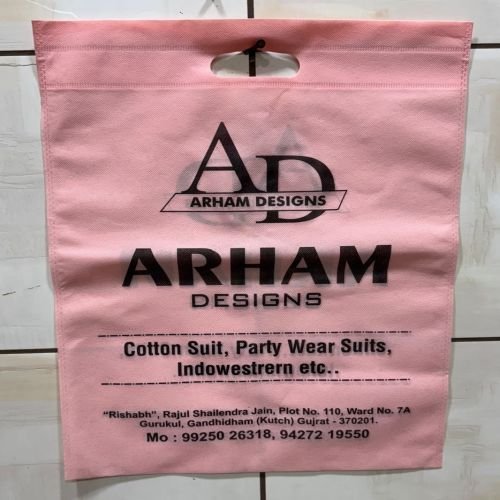 AD
ARHAM DESIGNS
ARHAM
DESIGNS
Cotton Suit, Party Wear Suits,
Indowestrern etc..
"Rishabh", Rajul Shailendra Jain, Plot No. 110, Ward No. 7A
Gurukul, Gandhidham (Kutch) Gujrat - 370201.
Mo : 99250 26318, 94272 19550